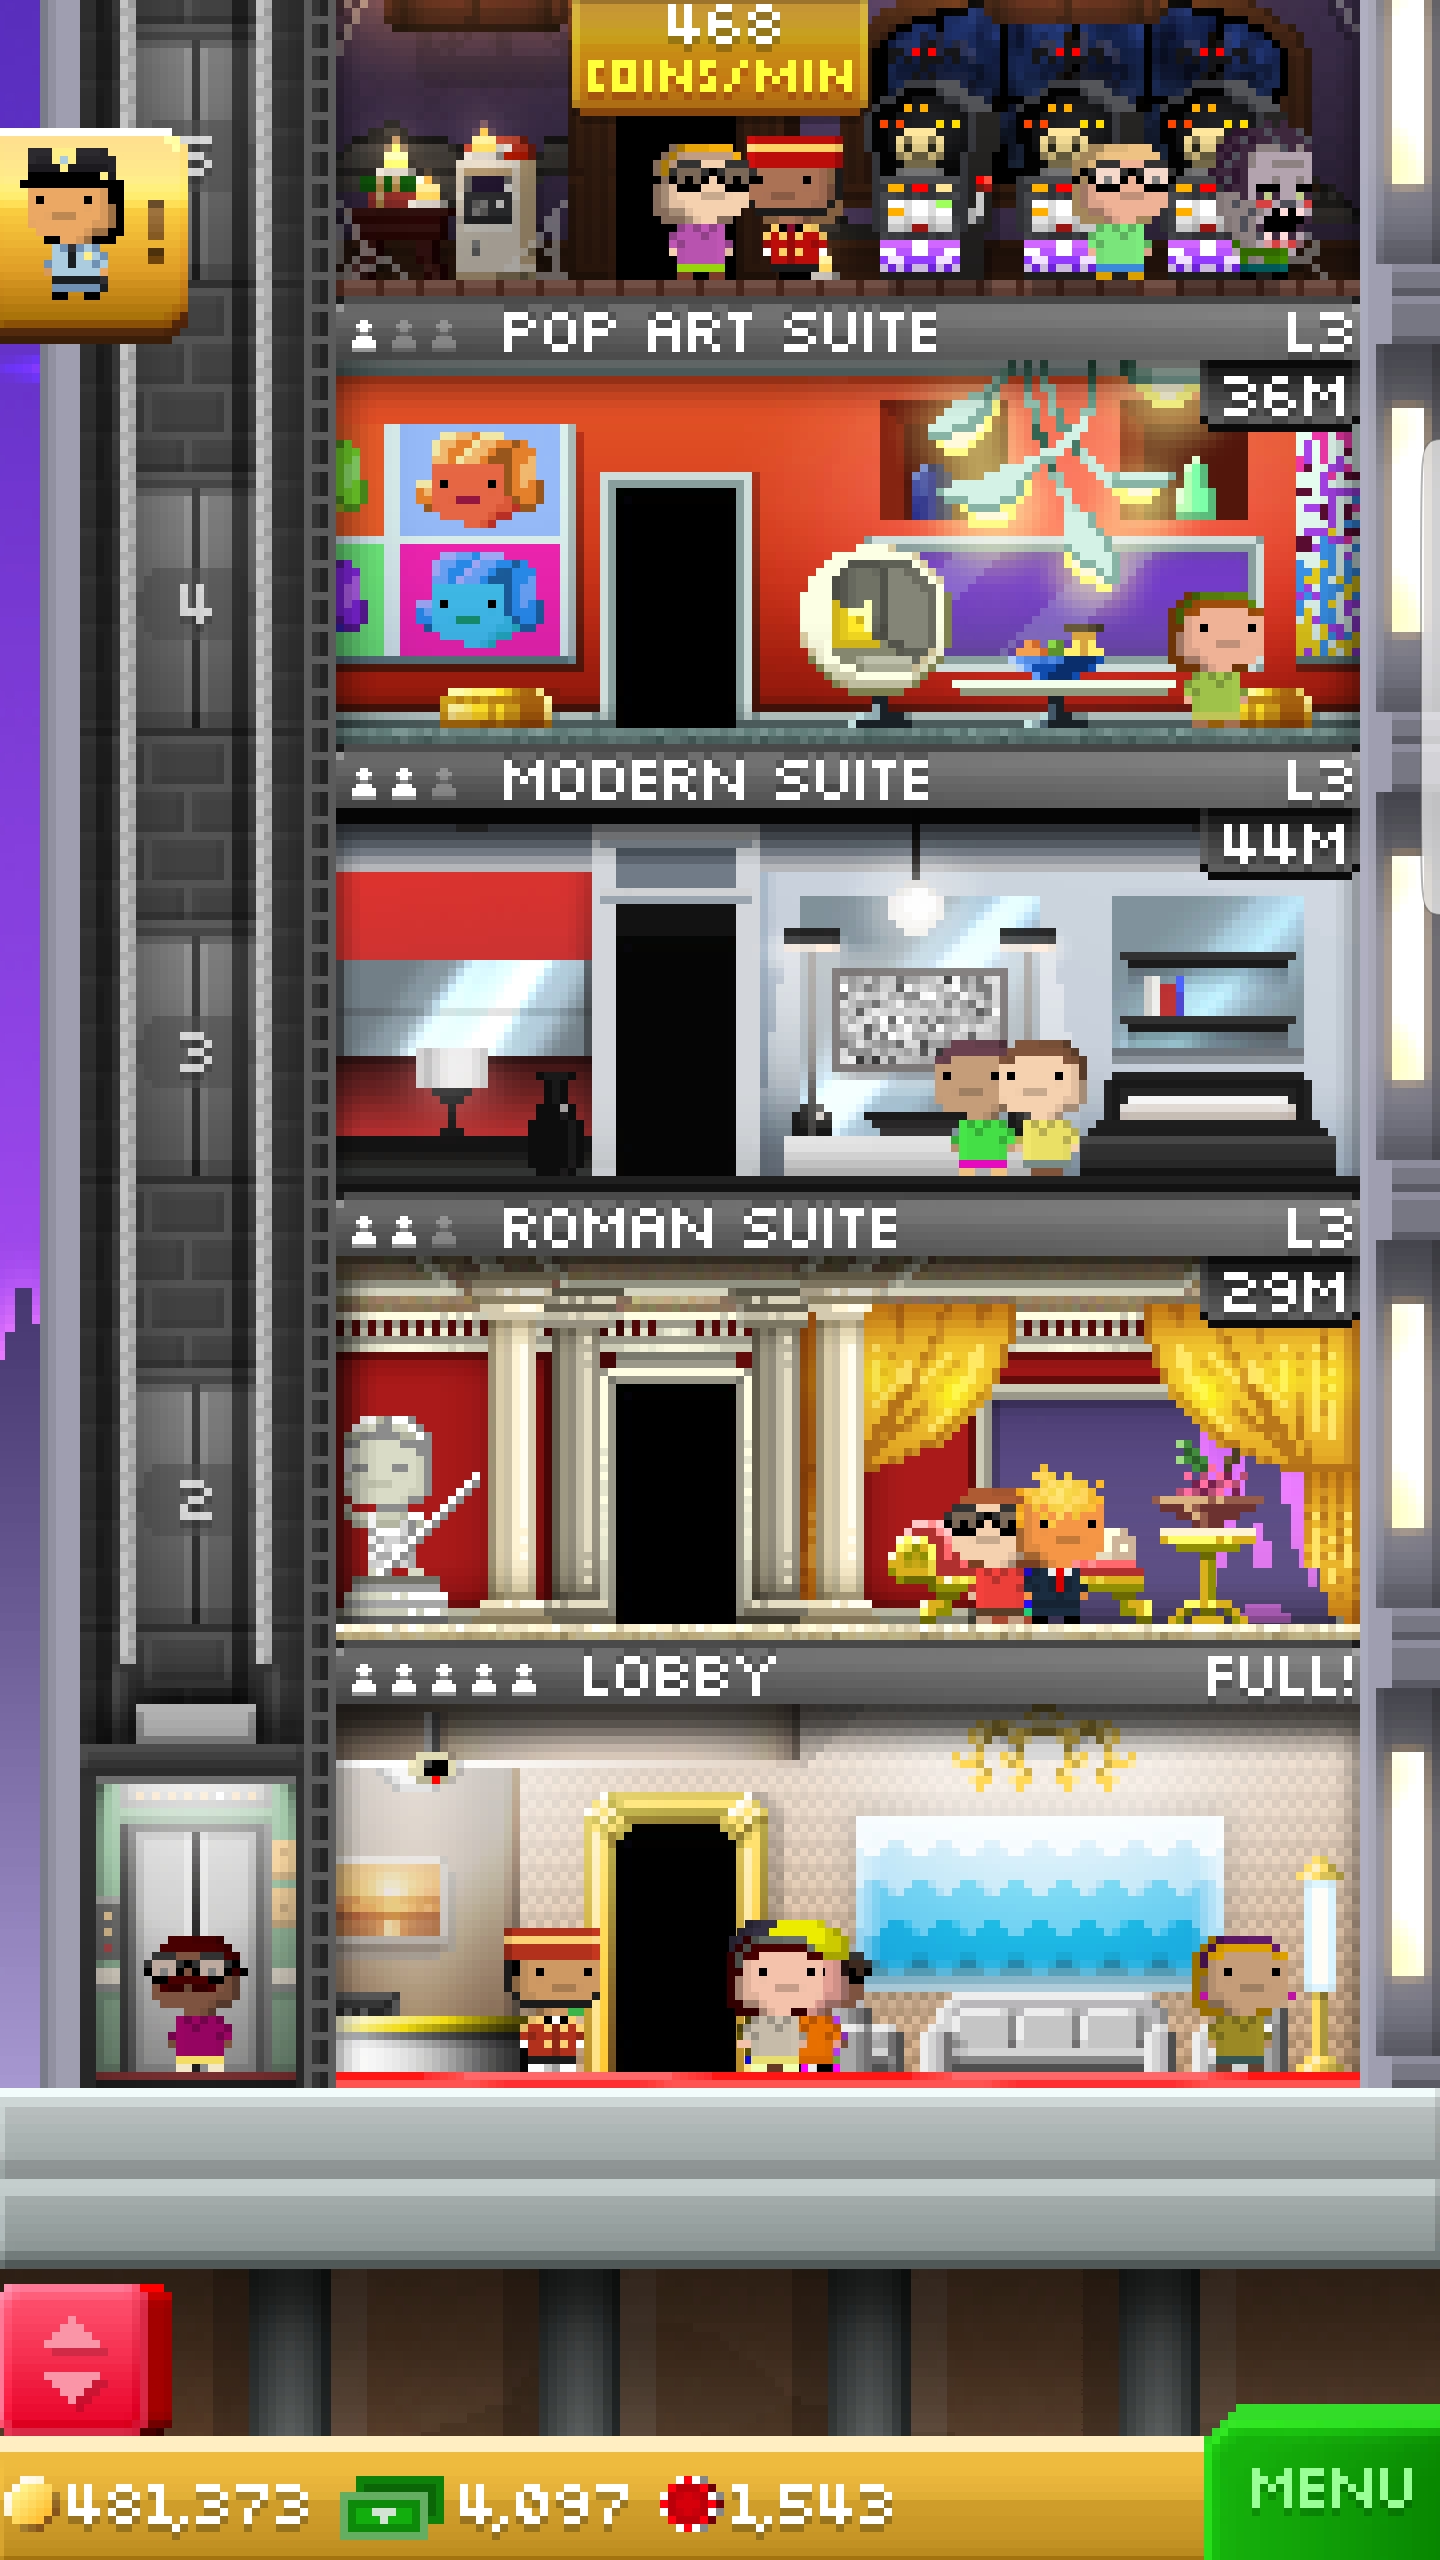 468
COINS/MIN
5
!
POP ART SUITE L3
36M
4
MODERN SUITE L3
44M
3
ROMAN SUITE L3
29M
2
LOBBY FULL!
481,373 4,097 1,543
MENU